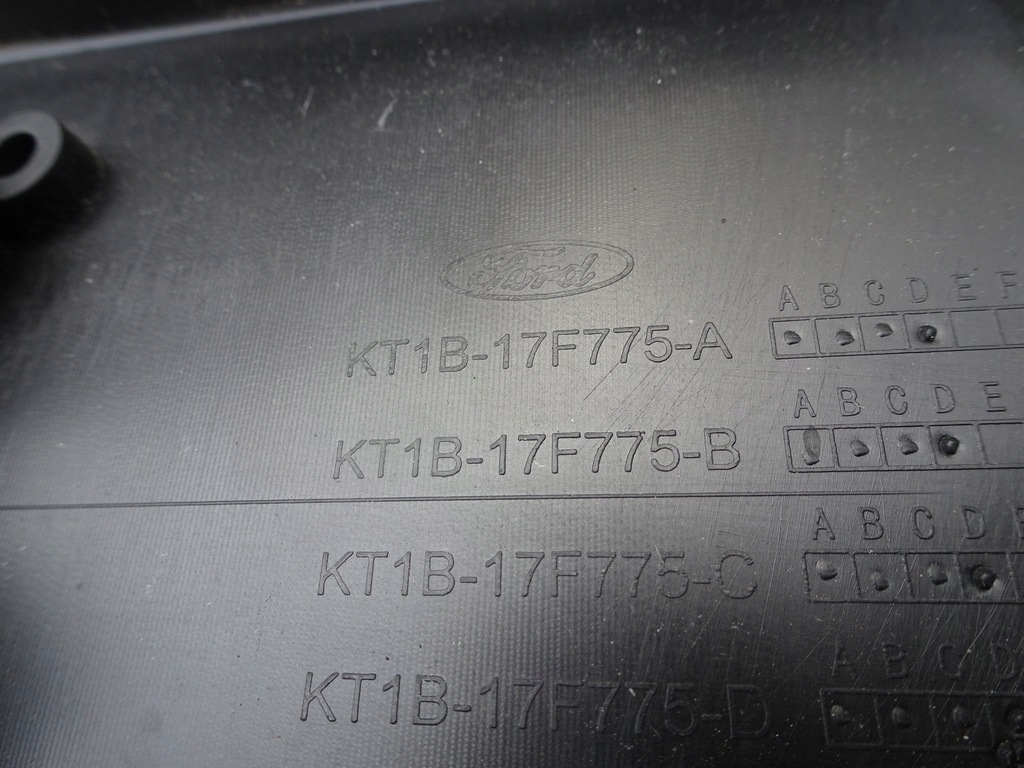 Ford
A B C D E F
KT1B-17F775-A
A B C D E
KT1B-17F775-B
A B C D
KT1B-17F775-C
A B C D
KT1B-17F775-D